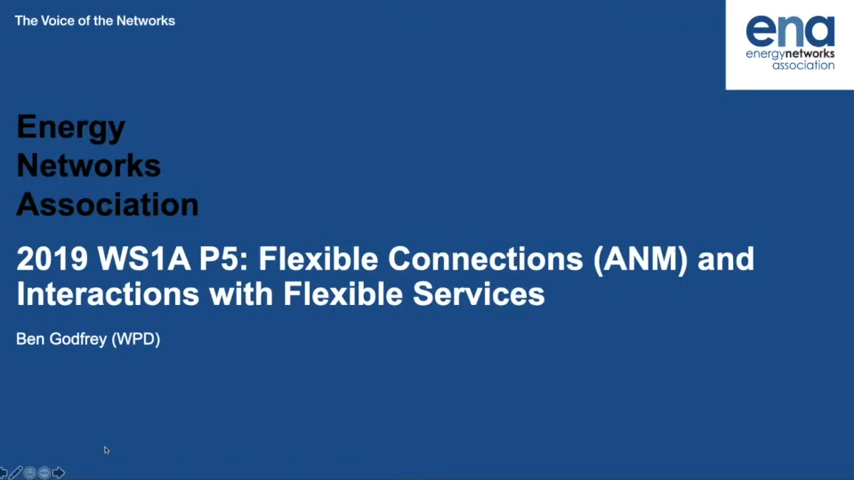 The Voice of the Networks
ena
energynetworks
association
Energy
Networks
Association
2019 WS1A P5: Flexible Connections (ANM) and
Interactions with Flexible Services
Ben Godfrey (WPD)